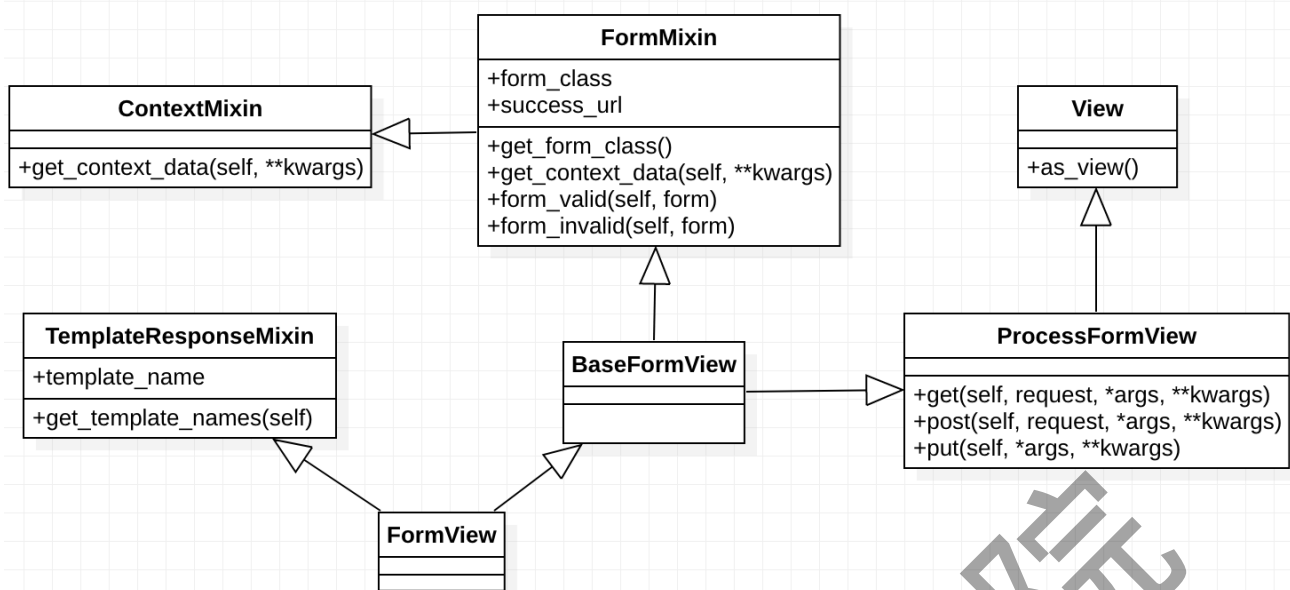 FormMixin
+form_class
+success_url
+get_form_class()
+get_context_data(self, **kwargs)
+form_valid(self, form)
+form_invalid(self, form)
ContextMixin
+get_context_data(self, **kwargs)
View
+as_view()
TemplateResponseMixin
+template_name
+get_template_names(self)
BaseFormView
ProcessFormView
+get(self, request, *args, **kwargs)
+post(self, request, *args, **kwargs)
+put(self, *args, **kwargs)
FormView
院